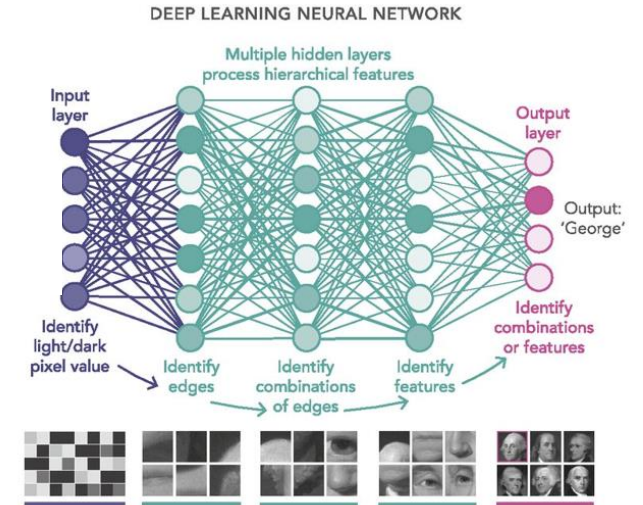 DEEP LEARNING NEURAL NETWORK
Multiple hidden layers
process hierarchical features
Input
layer
Output
layer
Output:
'George'
Identify
light/dark
pixel value
Identify
edges
Identify
combinations
of edges
Identify
features
Identify
combinations
or features